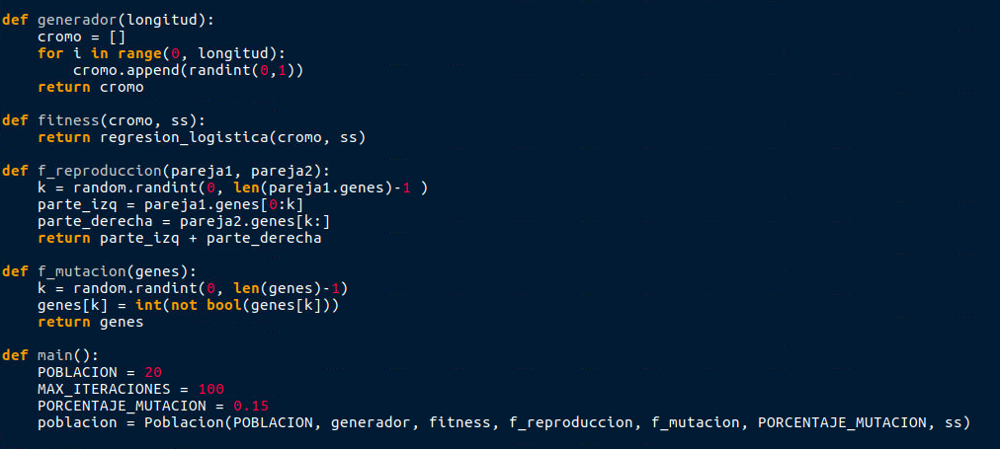 def generador(longitud):
    cromo = []
    for i in range(0, longitud):
        cromo.append(randint(0,1))
    return cromo

def fitness(cromo, ss):
    return regresion_logistica(cromo, ss)

def f_reproduccion(pareja1, pareja2):
    k = random.randint(0, len(pareja1.genes)-1 )
    parte_izq = pareja1.genes[0:k]
    parte_derecha = pareja2.genes[k:]
    return parte_izq + parte_derecha

def f_mutacion(genes):
    k = random.randint(0, len(genes)-1)
    genes[k] = int(not bool(genes[k]))
    return genes

def main():
    POBLACION = 20
    MAX_ITERACIONES = 100
    PORCENTAJE_MUTACION = 0.15
    poblacion = Poblacion(POBLACION, generador, fitness, f_reproduccion, f_mutacion, PORCENTAJE_MUTACION, ss)